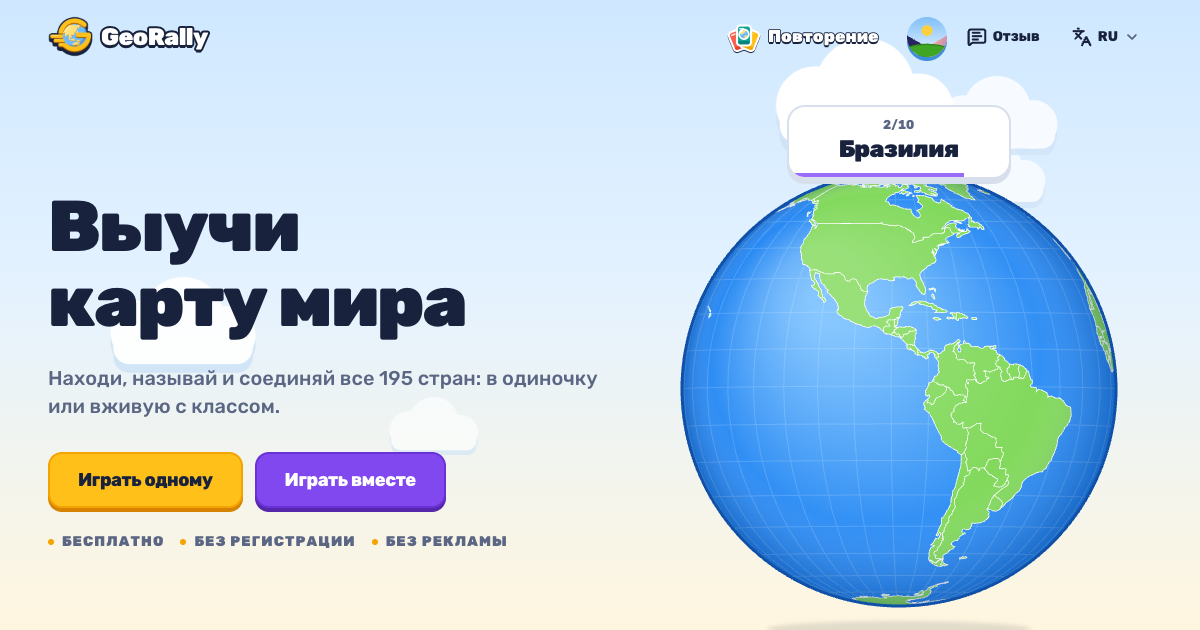 GeoRally
Повторение
Отзыв
RU
2/10
Бразилия
Выучи
карту мира
Находи, называй и соединяй все 195 стран: в одиночку
или вживую с классом.
Играть одному
Играть вместе
БЕСПЛАТНО
БЕЗ РЕГИСТРАЦИИ
БЕЗ РЕКЛАМЫ